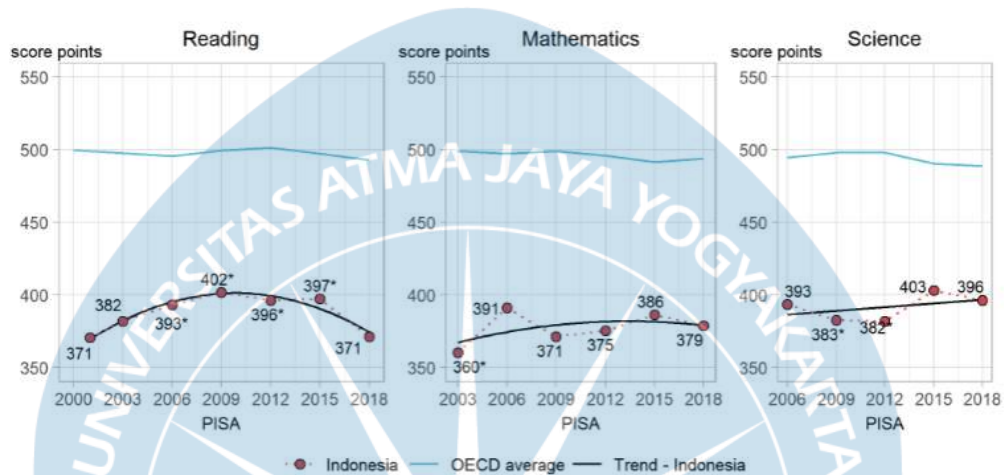 Reading
Mathematics
Science
score points
score points
score points
550
500
450
400
350
371
382
393*
402*
396*
397*
371
2000 2003 2006 2009 2012 2015 2018
PISA
550
500
450
400
350
360*
391
371
375
386
379
2003 2006 2009 2012 2015 2018
PISA
550
500
450
400
350
393
383*
382*
403
396
2006 2009 2012 2015 2018
PISA
Indonesia OECD average Trend - Indonesia
UNIVERSITAS ATMA JAYA YOGYAKARTA